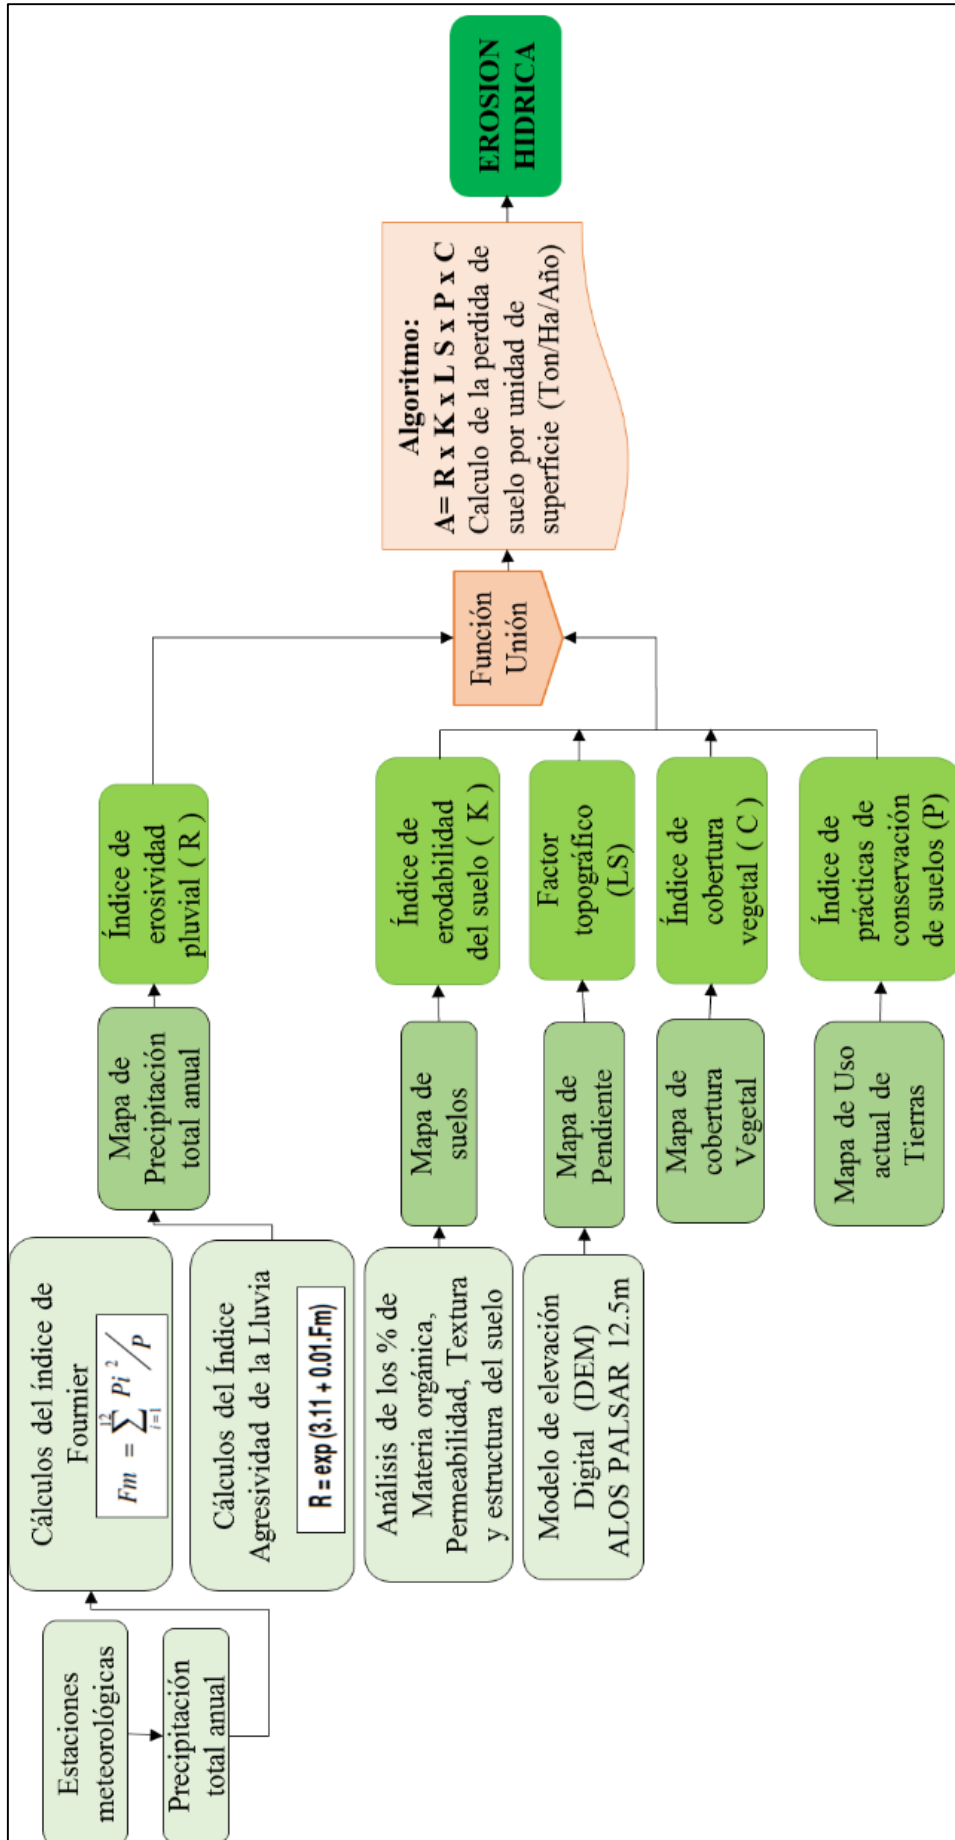 Estaciones
meteorológicas
Precipitación
total anual
Cálculos del índice de
Fournier
Fm = ∑ i=1 12 Pi ² / P
Cálculos del Índice
Agresividad de la Lluvia
R = exp (3.11 + 0.01.Fm)
Mapa de
Precipitación
total anual
Índice de
erosividad
pluvial ( R )
Análisis de los % de
Materia orgánica,
Permeabilidad, Textura
y estructura del suelo
Mapa de
suelos
Índice de
erodabilidad
del suelo ( K )
Modelo de elevación
Digital (DEM)
ALOS PALSAR 12.5m
Mapa de
Pendiente
Factor
topográfico
(LS)
Mapa de
cobertura
Vegetal
Índice de
cobertura
vegetal ( C )
Mapa de Uso
actual de
Tierras
Índice de
prácticas de
conservación
de suelos (P)
Función
Unión
Algoritmo:
A= R x K x L S x P x C
Calculo de la perdida de
suelo por unidad de
superficie (Ton/Ha/Año)
EROSION
HIDRICA